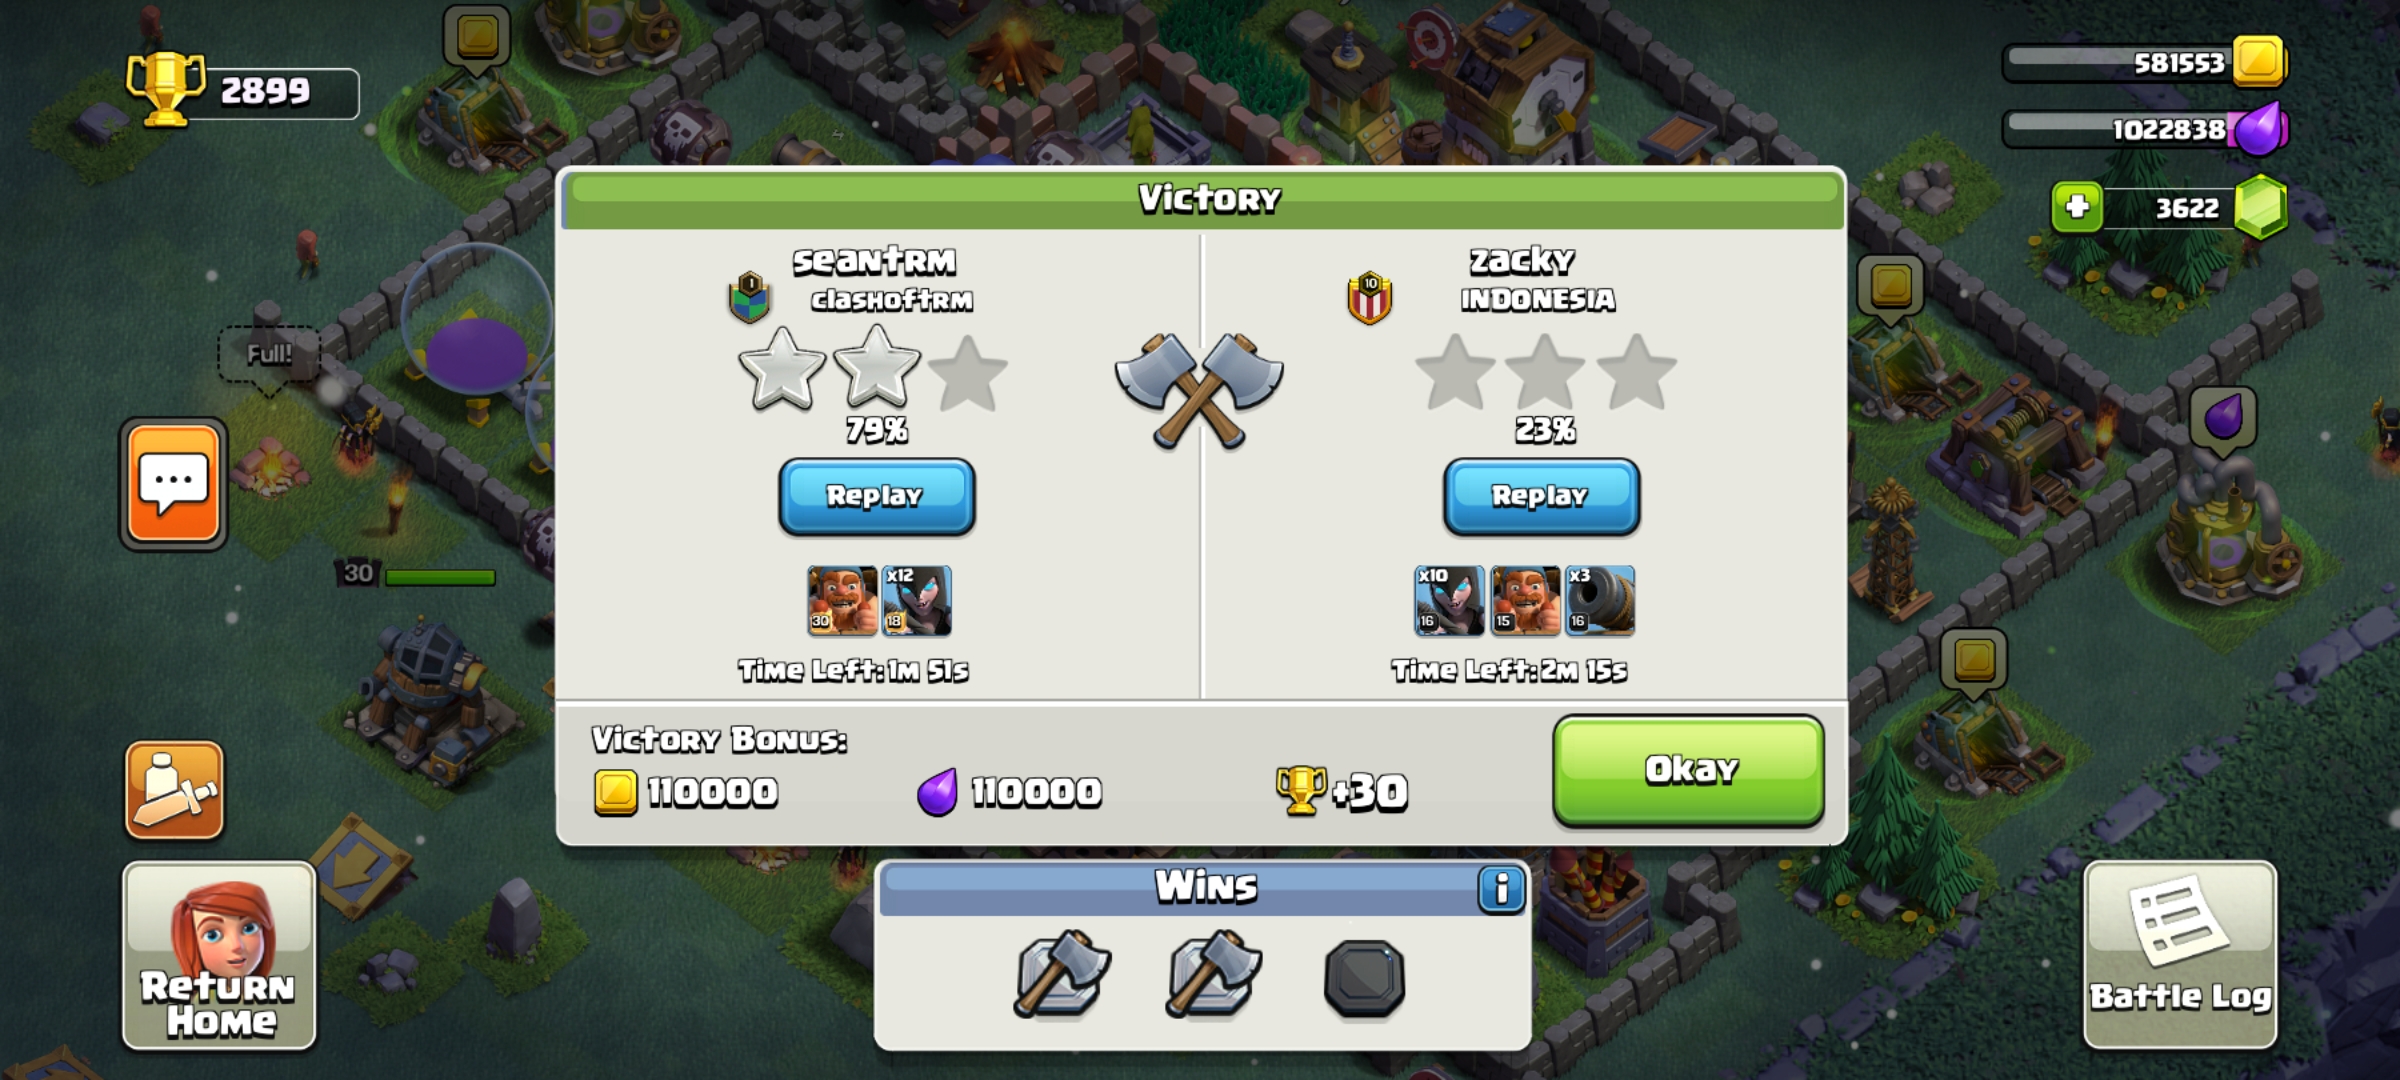 2899
581553
1022838
3622
Full!
30
Victory
seantrm
clashoftrm
1
79%
Replay
30
x12
18
Time Left: 1m 51s
zacky
INDONESIA
10
23%
Replay
x10
16
15
x3
16
Time Left: 2m 15s
Victory Bonus:
110000
110000
+30
Okay
Wins
i
Return
Home
Battle Log